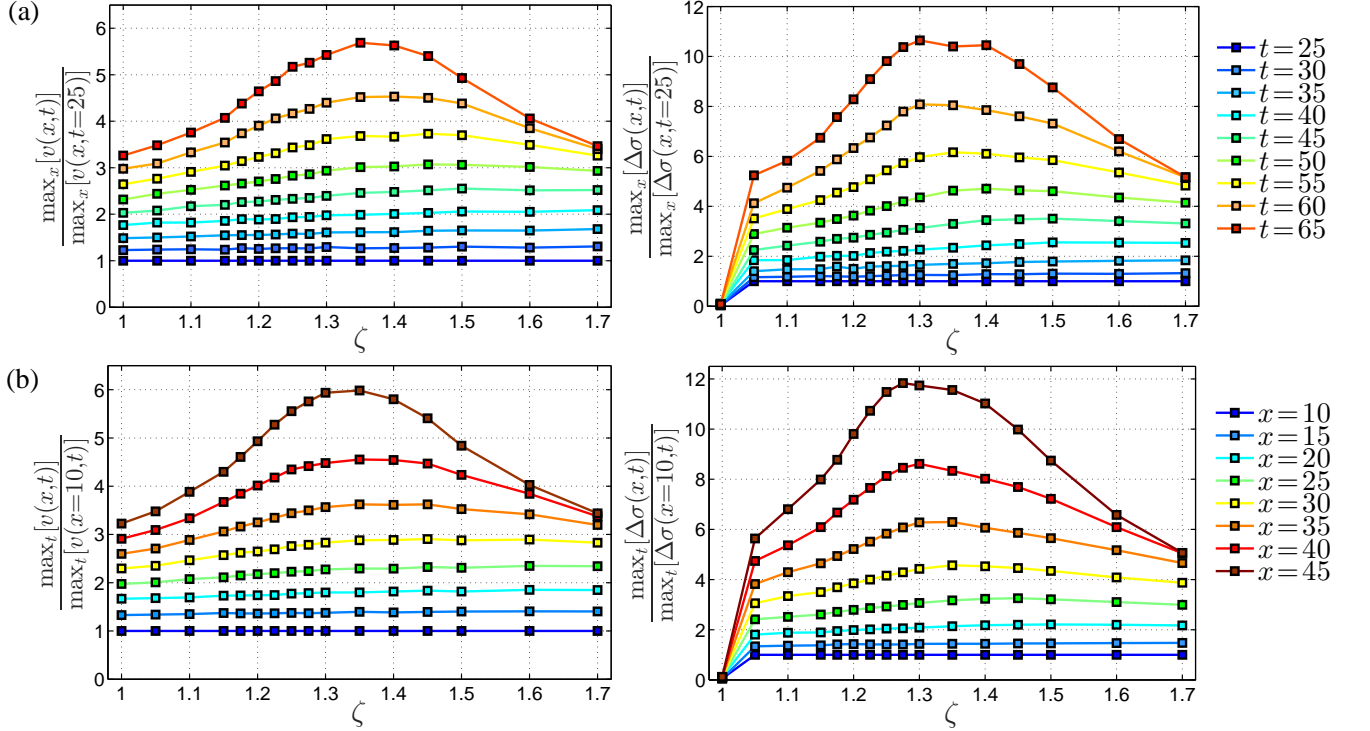 (a)
max_x[v(x,t)]
max_x[v(x,t=25)]
6
5
4
3
2
1
0
1 1.1 1.2 1.3 1.4 1.5 1.6 1.7
ζ
max_x[Δσ(x,t)]
max_x[Δσ(x,t=25)]
12
10
8
6
4
2
0
1 1.1 1.2 1.3 1.4 1.5 1.6 1.7
ζ
t=25
t=30
t=35
t=40
t=45
t=50
t=55
t=60
t=65
(b)
max_t[v(x,t)]
max_t[v(x=10,t)]
6
5
4
3
2
1
0
1 1.1 1.2 1.3 1.4 1.5 1.6 1.7
ζ
max_t[Δσ(x,t)]
max_t[Δσ(x=10,t)]
12
10
8
6
4
2
0
1 1.1 1.2 1.3 1.4 1.5 1.6 1.7
ζ
x=10
x=15
x=20
x=25
x=30
x=35
x=40
x=45